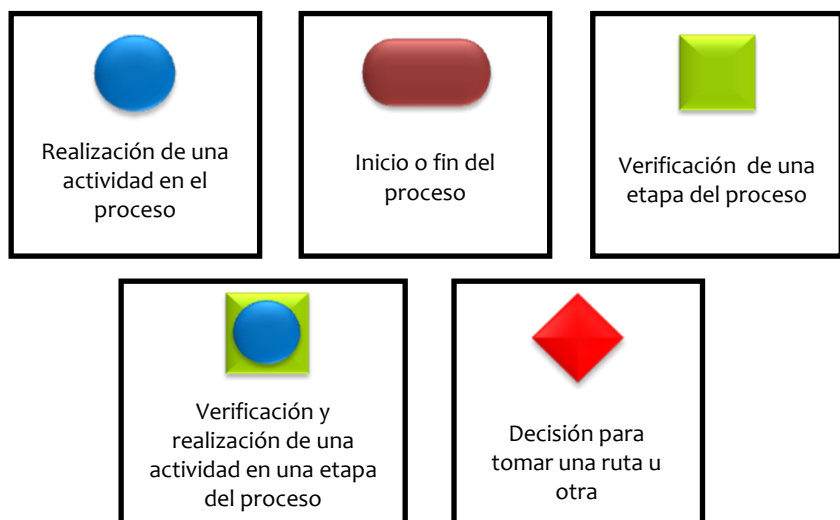 Realización de una
actividad en el
proceso
Inicio o fin del
proceso
Verificación de una
etapa del proceso
Verificación y
realización de una
actividad en una etapa
del proceso
Decisión para
tomar una ruta u
otra